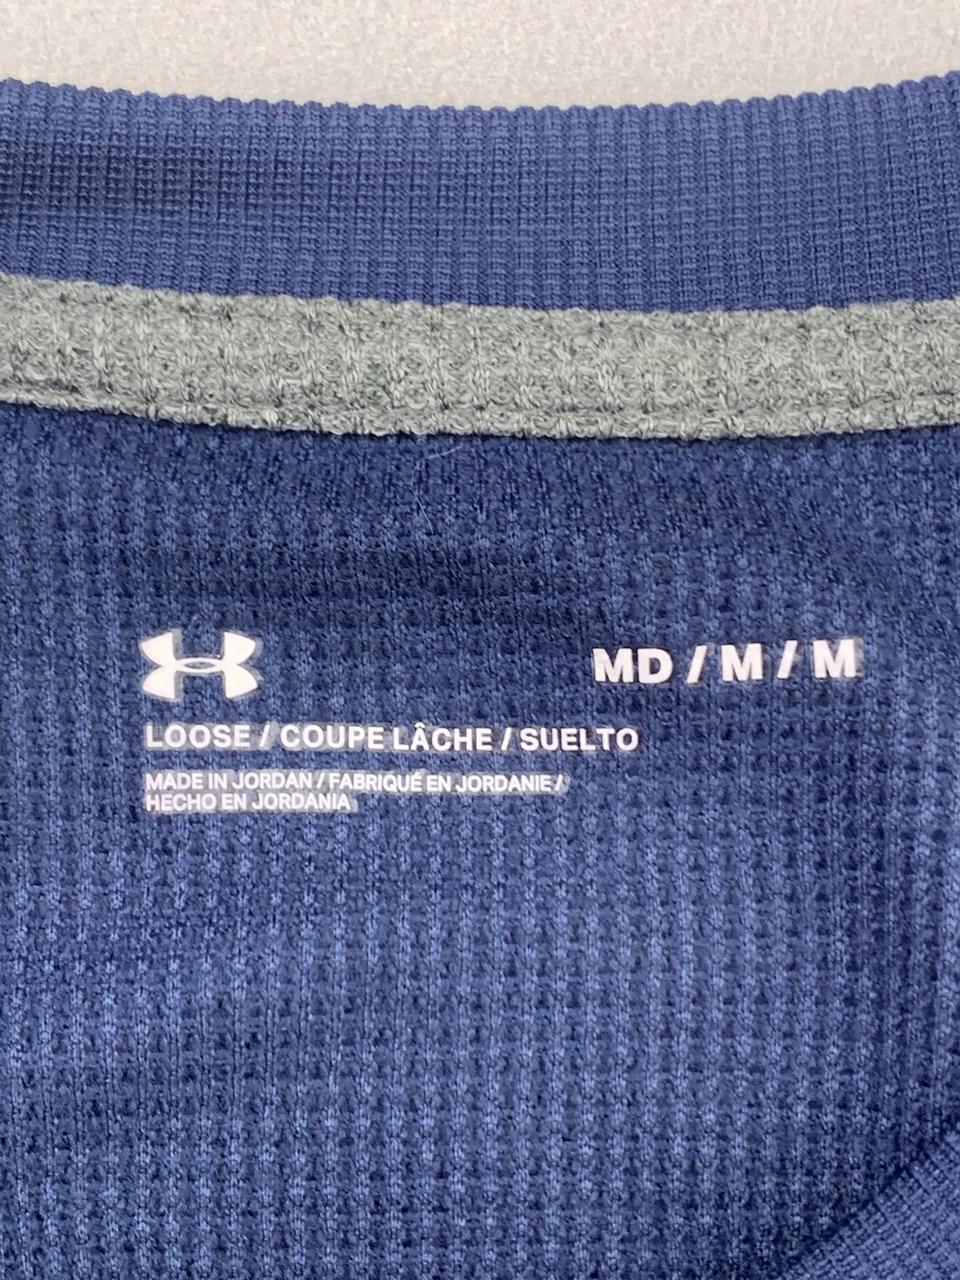 MD / M / M
LOOSE / COUPE LÂCHE / SUELTO
MADE IN JORDAN / FABRIQUÉ EN JORDANIE /
HECHO EN JORDANIA